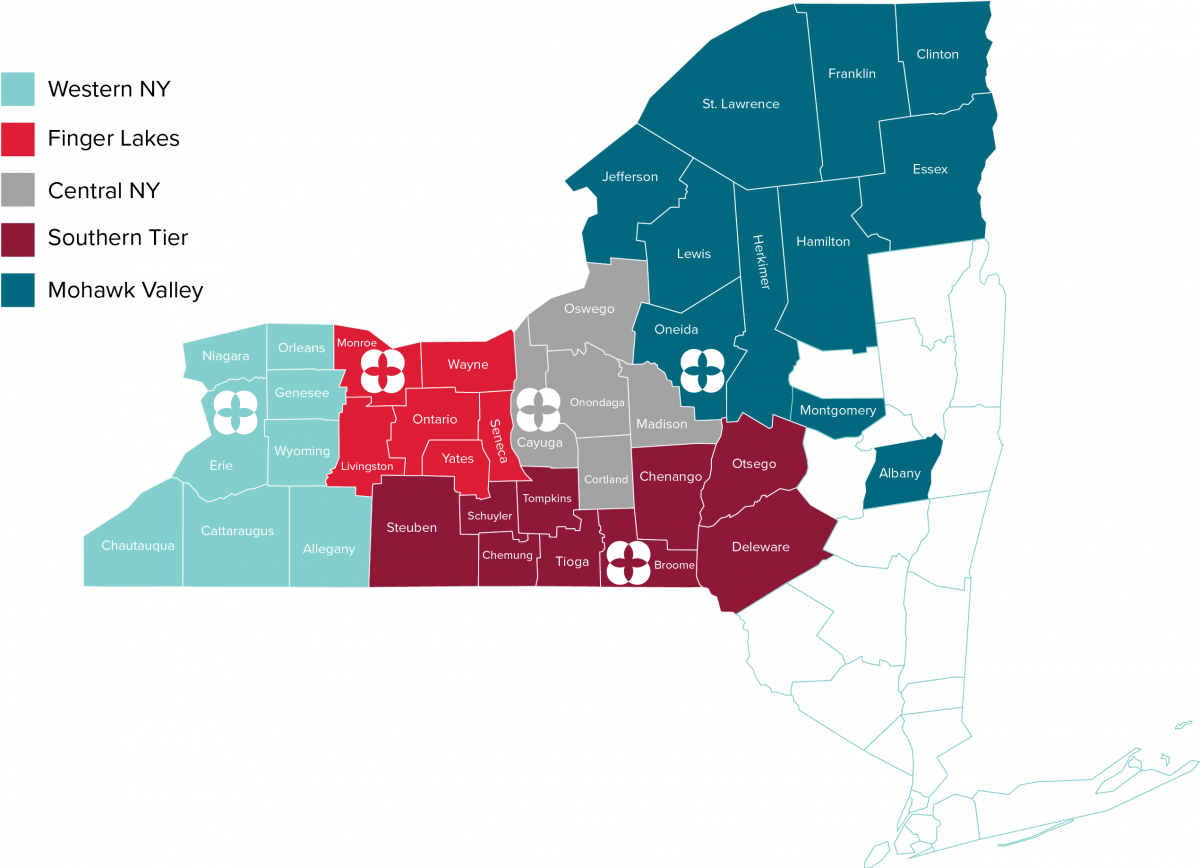 Western NY
Finger Lakes
Central NY
Southern Tier
Mohawk Valley
Clinton
Franklin
St. Lawrence
Essex
Jefferson
Hamilton
Lewis
Herkimer
Oswego
Oneida
Monroe
Orleans
Niagara
Wayne
Genesee
Onondaga
Montgomery
Ontario
Madison
Seneca
Cayuga
Wyoming
Yates
Erie
Livingston
Otsego
Albany
Chenango
Cortland
Tompkins
Schuyler
Steuben
Cattaraugus
Chautauqua
Allegany
Deleware
Chemung
Tioga
Broome